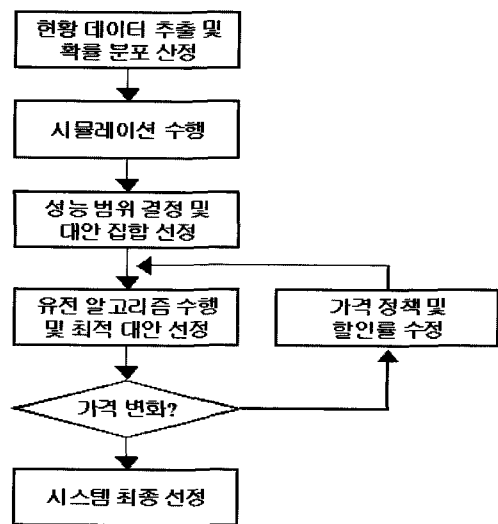 현황 데이터 추출 및
확률 분포 산정
시뮬레이션 수행
성능 범위 결정 및
대안 집합 선정
유전 알고리즘 수행
및 최적 대안 선정
가격 정책 및
할인률 수정
가격 변화?
시스템 최종 선정